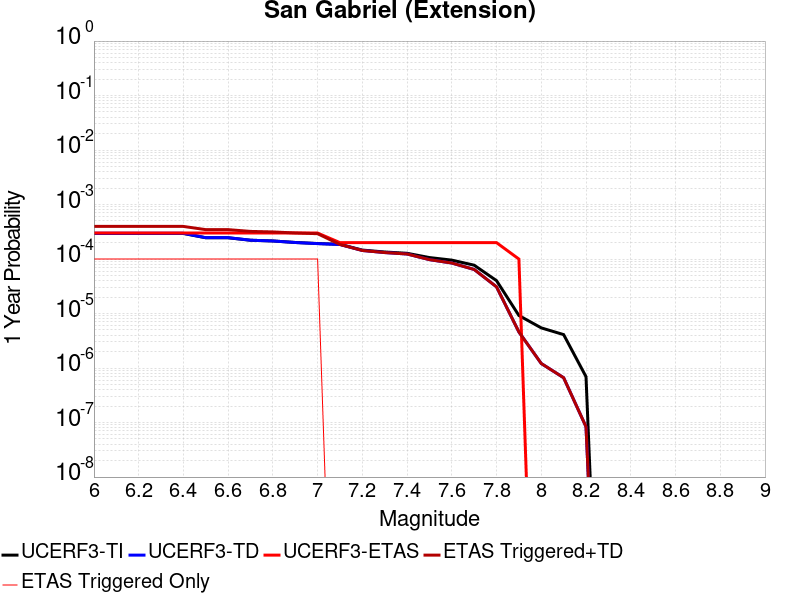 San Gabriel (Extension)
10^0
10^-1
10^-2
10^-3
10^-4
10^-5
10^-6
10^-7
10^-8
1 Year Probability
6 6.2 6.4 6.6 6.8 7 7.2 7.4 7.6 7.8 8 8.2 8.4 8.6 8.8 9
Magnitude
UCERF3-TI UCERF3-TD UCERF3-ETAS ETAS Triggered+TD
ETAS Triggered Only